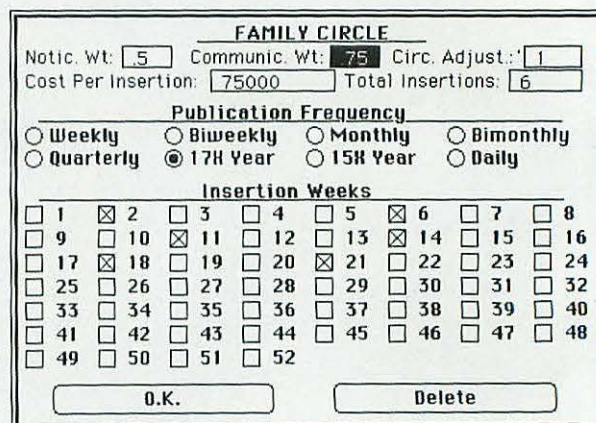 FAMILY CIRCLE
Notic. Wt: .5 Communic. Wt: .75 Circ. Adjust.: 1
Cost Per Insertion: 75000 Total Insertions: 6
Publication Frequency
Weekly Biweekly Monthly Bimonthly
Quarterly 17X Year 15X Year Daily
Insertion Weeks
1 2 3 4 5 6 7 8
9 10 11 12 13 14 15 16
17 18 19 20 21 22 23 24
25 26 27 28 29 30 31 32
33 34 35 36 37 38 39 40
41 42 43 44 45 46 47 48
49 50 51 52
O.K. Delete